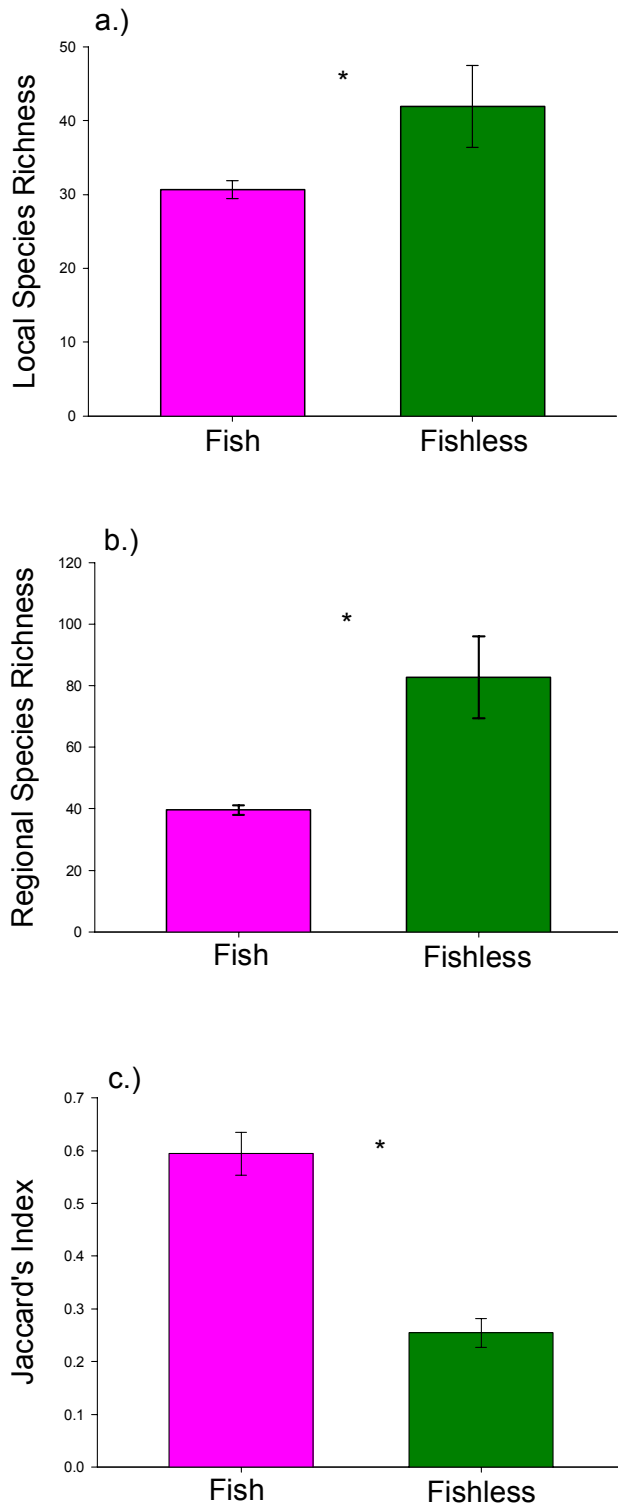 a.)
Local Species Richness
50
40
30
20
10
0
*
Fish
Fishless
b.)
Regional Species Richness
120
100
80
60
40
20
0
*
Fish
Fishless
c.)
Jaccard's Index
0.7
0.6
0.5
0.4
0.3
0.2
0.1
0.0
*
Fish
Fishless